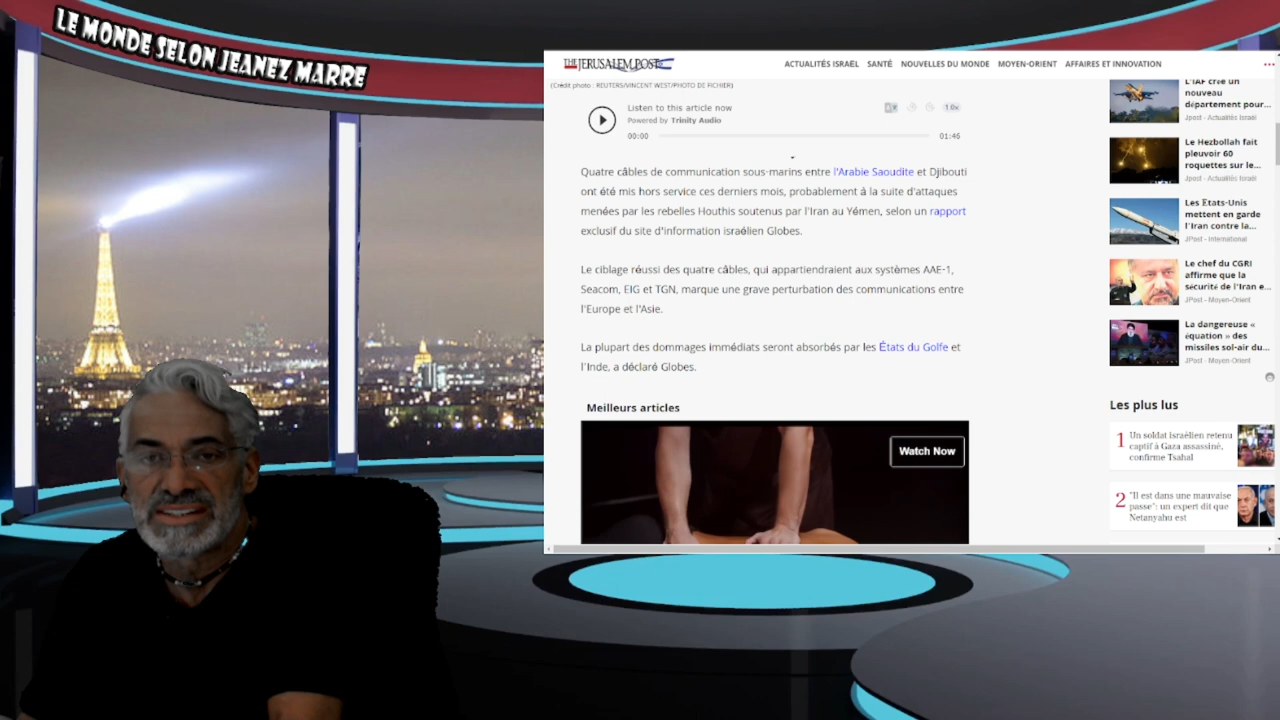 LE MONDE SELON JEANEZ MARRE
THE JERUSALEM POST
ACTUALITÉS ISRAËL SANTÉ NOUVELLES DU MONDE MOYEN-ORIENT AFFAIRES ET INNOVATION
(Crédit photo : REUTERS/VINCENT WEST/PHOTO DE FICHIER)
Listen to this article now
Powered by Trinity Audio
1.0x
00:00
01:46
Quatre câbles de communication sous-marins entre l'Arabie Saoudite et Djibouti
ont été mis hors service ces derniers mois, probablement à la suite d'attaques
menées par les rebelles Houthis soutenus par l'Iran au Yémen, selon un rapport
exclusif du site d'information israélien Globes.
Le ciblage réussi des quatre câbles, qui appartiendraient aux systèmes AAE-1,
Seacom, EIG et TGN, marque une grave perturbation des communications entre
l'Europe et l'Asie.
La plupart des dommages immédiats seront absorbés par les États du Golfe et
l'Inde, a déclaré Globes.
Meilleurs articles
Watch Now
L'IAF crée un
nouveau
département pour...
Jpost - Actualités Israël
Le Hezbollah fait
pleuvoir 60
roquettes sur le...
Jpost - Actualités Israël
Les États-Unis
mettent en garde
l'Iran contre la...
JPost - International
Le chef du CGRI
affirme que la
sécurité de l'Iran e...
JPost - Moyen-Orient
La dangereuse «
équation » des
missiles sol-air du...
JPost - Moyen-Orient
Les plus lus
1 Un soldat israélien retenu
captif à Gaza assassiné,
confirme Tsahal
2 "Il est dans une mauvaise
passe": un expert dit que
Netanyahu est